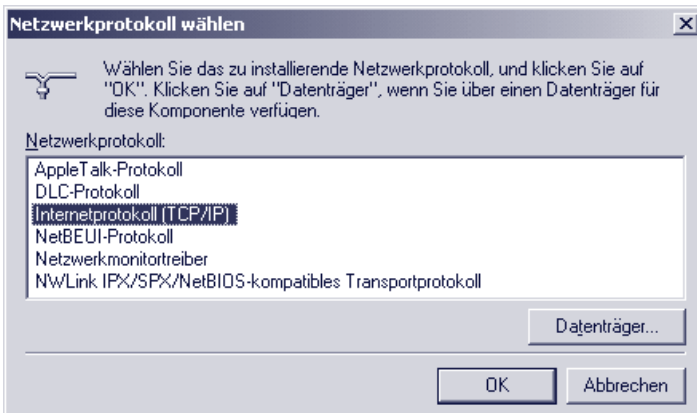 Netzwerkprotokoll wählen
Wählen Sie das zu installierende Netzwerkprotokoll, und klicken Sie auf
"OK". Klicken Sie auf "Datenträger", wenn Sie über einen Datenträger für
diese Komponente verfügen.
Netzwerkprotokoll:
AppleTalk-Protokoll
DLC-Protokoll
Internetprotokoll (TCP/IP)
NetBEUI-Protokoll
Netzwerkmonitortreiber
NWLink IPX/SPX/NetBIOS-kompatibles Transportprotokoll
Datenträger...
OK
Abbrechen